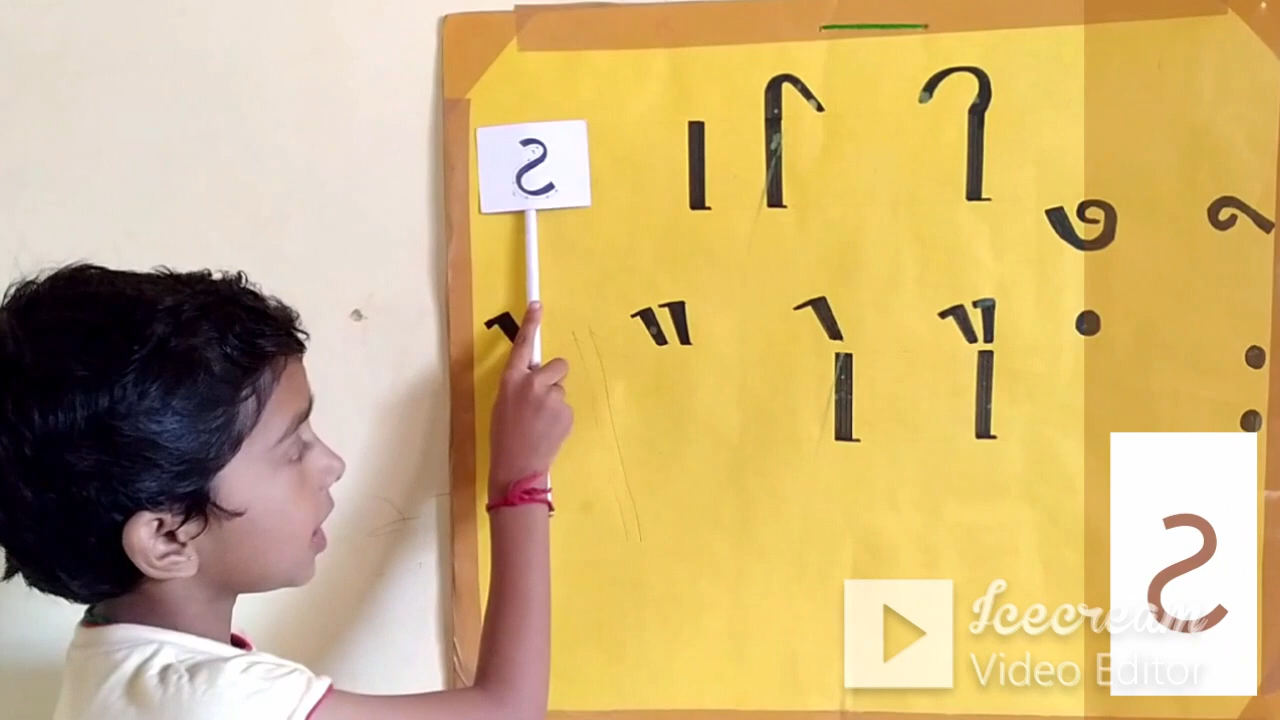 ટ ા િ ી ુ ૂ
ે ૈ ો ૌ ં ઃ
ટ
Icecream
Video Editor